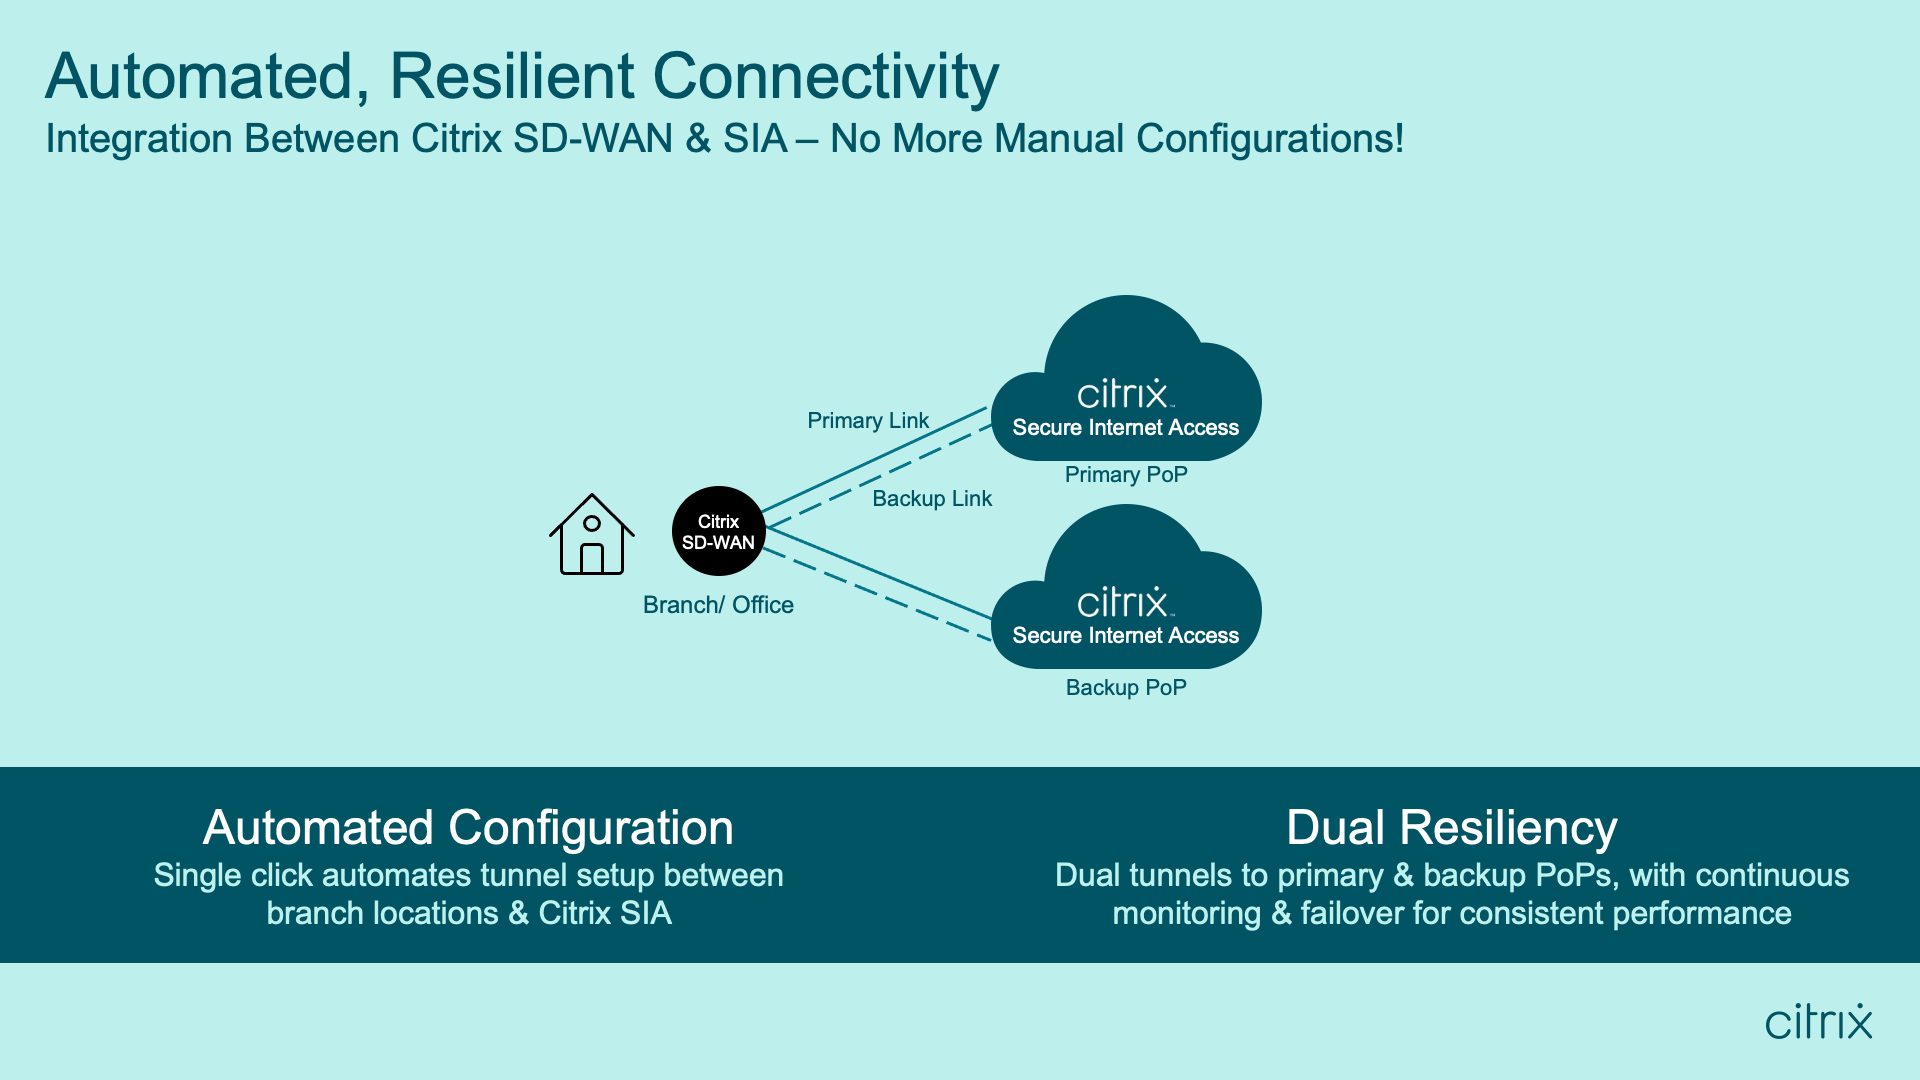 Automated, Resilient Connectivity
Integration Between Citrix SD-WAN & SIA – No More Manual Configurations!
citrix™
Secure Internet Access
Primary PoP
Primary Link
Backup Link
Citrix
SD-WAN
Branch/ Office
citrix™
Secure Internet Access
Backup PoP
Automated Configuration
Single click automates tunnel setup between
branch locations & Citrix SIA
Dual Resiliency
Dual tunnels to primary & backup PoPs, with continuous
monitoring & failover for consistent performance
citrix